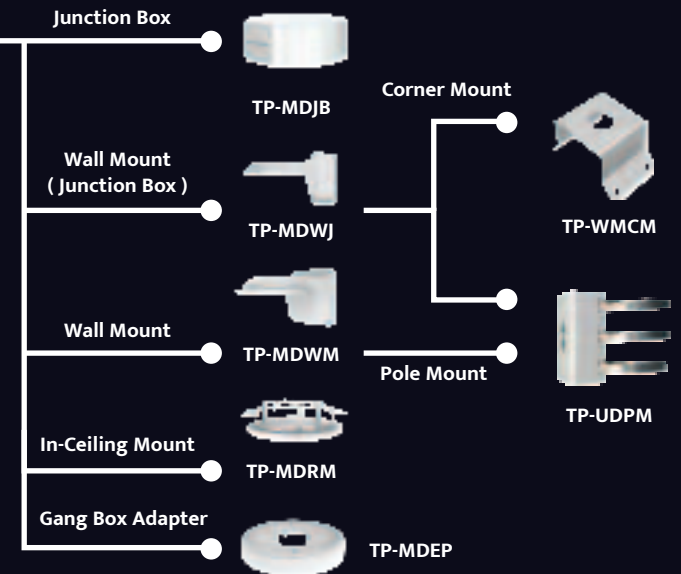 Junction Box
TP-MDJB
Corner Mount
TP-WMCM
Wall Mount
( Junction Box )
TP-MDWJ
Wall Mount
TP-MDWM
Pole Mount
TP-UDPM
In-Ceiling Mount
TP-MDRM
Gang Box Adapter
TP-MDEP